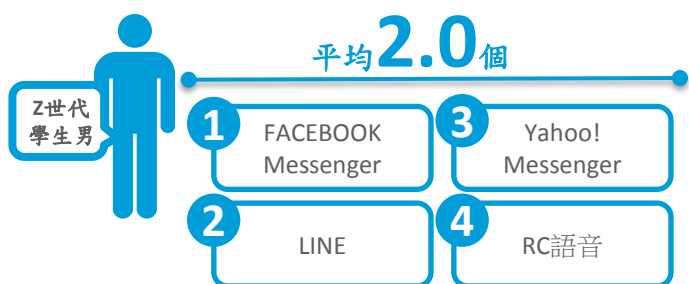 平均2.0個
Z世代
學生男
1
FACEBOOK
Messenger
2
LINE
3
Yahoo!
Messenger
4
RC語音